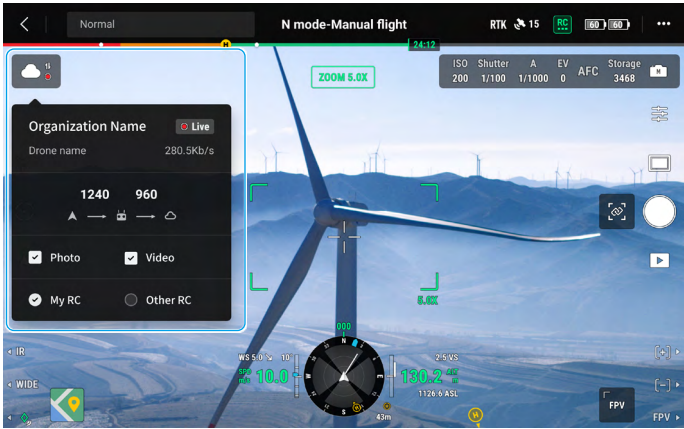 Normal
N mode-Manual flight
RTK 15
RC
60 60
H
24:12
ZOOM 5.0X
ISO 200
Shutter 1/100
A 1/1000
EV 0
AFC
Storage 3468
M
Organization Name
Live
Drone name
280.5Kb/s
1240 960
Photo
Video
My RC
Other RC
5.0X
IR
WIDE
000
WS 5.0
10
10.0
N
E
S
W
2.5 VS
130.2
1126.6 ASL
43m
H
FPV
[+]
[-]
FPV